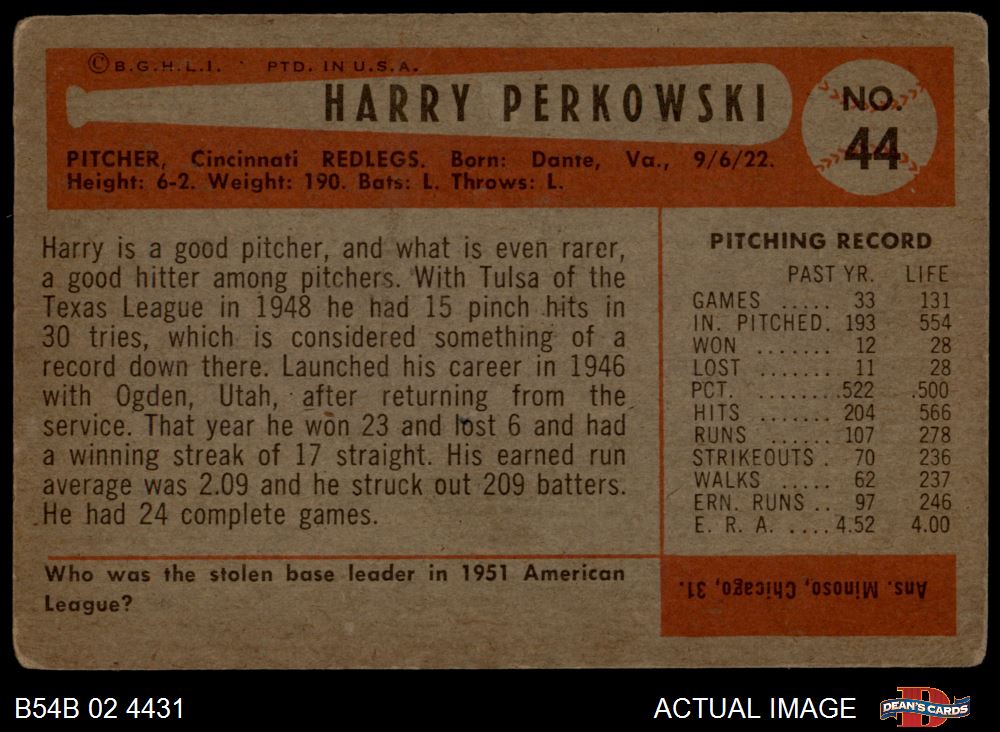 © B.G.H.L.I. PTD. IN U.S.A.
HARRY PERKOWSKI
NO.
44
PITCHER, Cincinnati REDLEGS. Born: Dante, Va., 9/6/22.
Height: 6-2. Weight: 190. Bats: L. Throws: L.
Harry is a good pitcher, and what is even rarer,
a good hitter among pitchers. With Tulsa of the
Texas League in 1948 he had 15 pinch hits in
30 tries, which is considered something of a
record down there. Launched his career in 1946
with Ogden, Utah, after returning from the
service. That year he won 23 and lost 6 and had
a winning streak of 17 straight. His earned run
average was 2.09 and he struck out 209 batters.
He had 24 complete games.
PITCHING RECORD
PAST YR. LIFE
GAMES ..... 33 131
IN. PITCHED. 193 554
WON ....... 12 28
LOST ....... 11 28
PCT. .......522 .500
HITS ....... 204 566
RUNS ...... 107 278
STRIKEOUTS . 70 236
WALKS ..... 62 237
ERN. RUNS .. 97 246
E. R. A. ....4.52 4.00
Who was the stolen base leader in 1951 American
League?
Ans. Minoso, Chicago, 31.
B54B 02 4431
ACTUAL IMAGE
D
DEAN'S CARDS